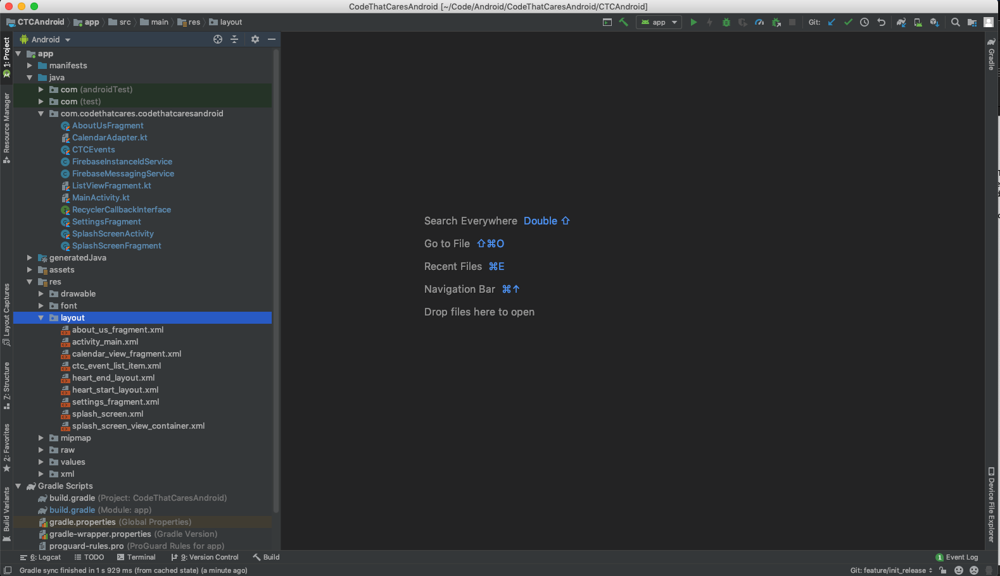 CodeThatCaresAndroid [~/Code/Android/CodeThatCaresAndroid/CTCAndroid]
CTCAndroid app src main res layout
app
Git:
1: Project
Resource Manager
Layout Captures
Z: Structure
2: Favorites
Build Variants
Android
app
manifests
java
com (androidTest)
com (test)
com.codethatcares.codethatcaresandroid
AboutUsFragment
CalendarAdapter.kt
CTCEvents
FirebaseInstanceIdService
FirebaseMessagingService
ListViewFragment.kt
MainActivity.kt
RecyclerCallbackInterface
SettingsFragment
SplashScreenActivity
SplashScreenFragment
generatedJava
assets
res
drawable
font
layout
about_us_fragment.xml
activity_main.xml
calendar_view_fragment.xml
ctc_event_list_item.xml
heart_end_layout.xml
heart_start_layout.xml
settings_fragment.xml
splash_screen.xml
splash_screen_view_container.xml
mipmap
raw
values
xml
Gradle Scripts
build.gradle (Project: CodeThatCaresAndroid)
build.gradle (Module: app)
gradle.properties (Global Properties)
gradle-wrapper.properties (Gradle Version)
proguard-rules.pro (ProGuard Rules for app)
Search Everywhere Double ⇧
Go to File ⇧⌘O
Recent Files ⌘E
Navigation Bar ⌘↑
Drop files here to open
Gradle
Device File Explorer
6: Logcat TODO Terminal 9: Version Control Build
1 Event Log
Gradle sync finished in 1 s 929 ms (from cached state) (a minute ago)
Git: feature/init_release